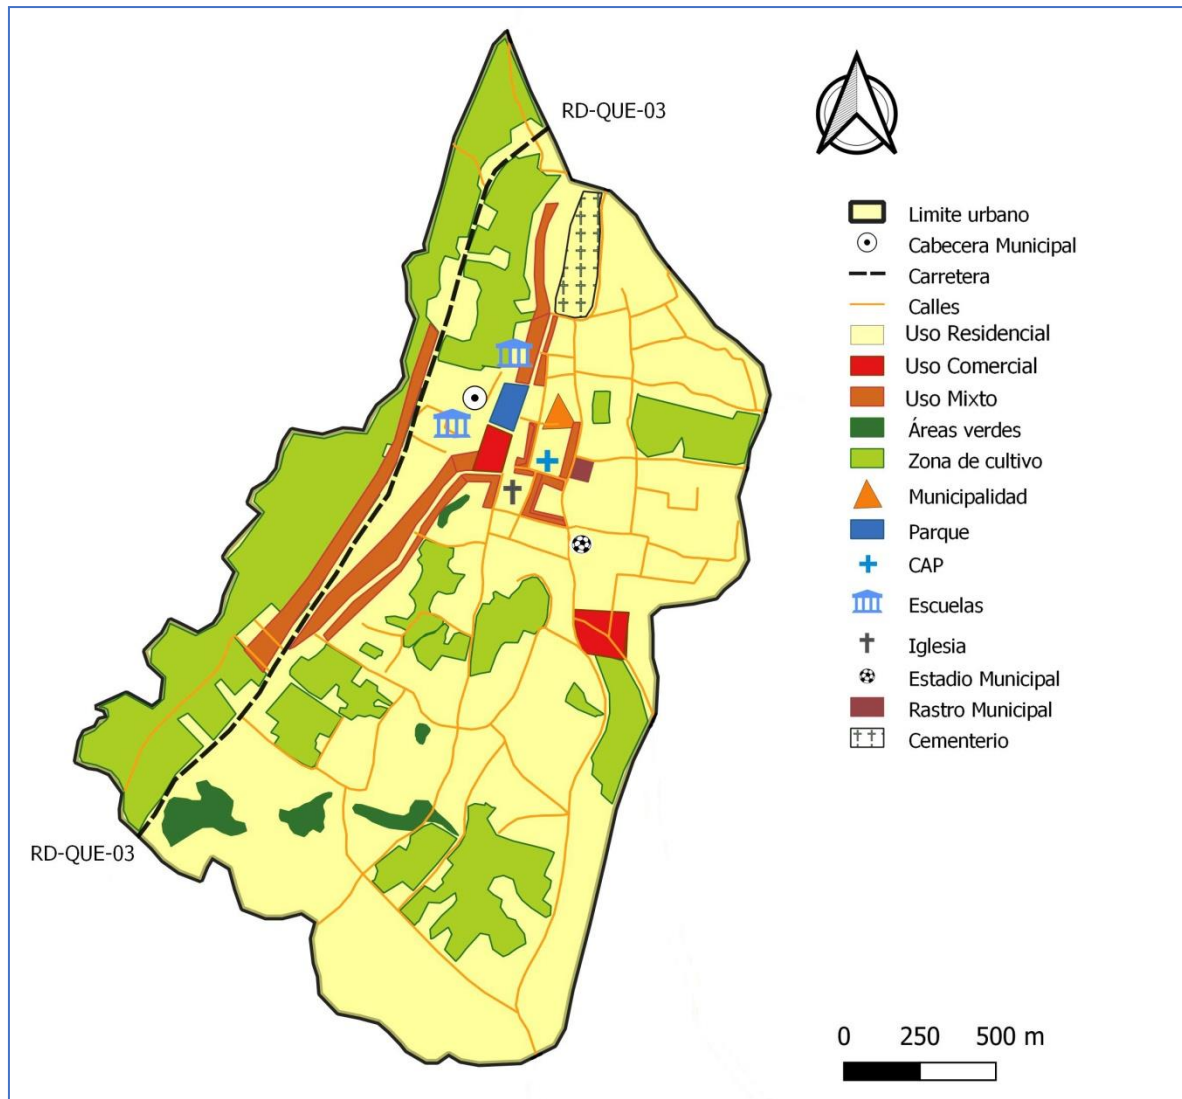 RD-QUE-03
Limite urbano
Cabecera Municipal
Carretera
Calles
Uso Residencial
Uso Comercial
Uso Mixto
Áreas verdes
Zona de cultivo
Municipalidad
Parque
CAP
Escuelas
Iglesia
Estadio Municipal
Rastro Municipal
Cementerio
RD-QUE-03
0 250 500 m